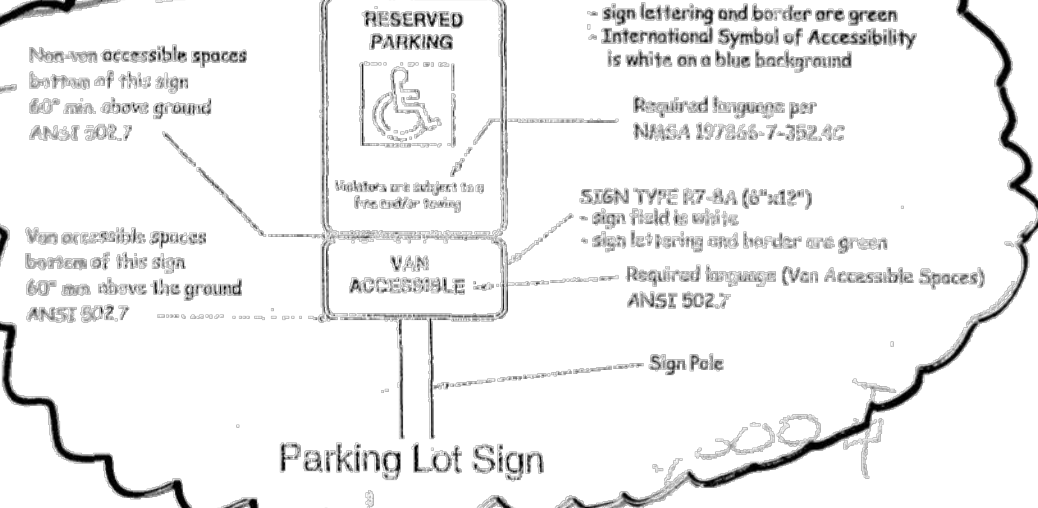 RESERVED
PARKING
Violators are subject to a
fine and/or towing
VAN
ACCESSIBLE
Non-van accessible spaces
bottom of this sign
60" min. above ground
ANSI 502.7
Van accessible spaces
bottom of this sign
60" min. above the ground
ANSI 502.7
- sign lettering and border are green
- International Symbol of Accessibility
is white on a blue background
Required language per
NMSA 197866-7-352.4C
SIGN TYPE R7-8A (6"x12")
- sign field is white
- sign lettering and border are green
Required language (Van Accessible Spaces)
ANSI 502.7
Sign Pole
Parking Lot Sign